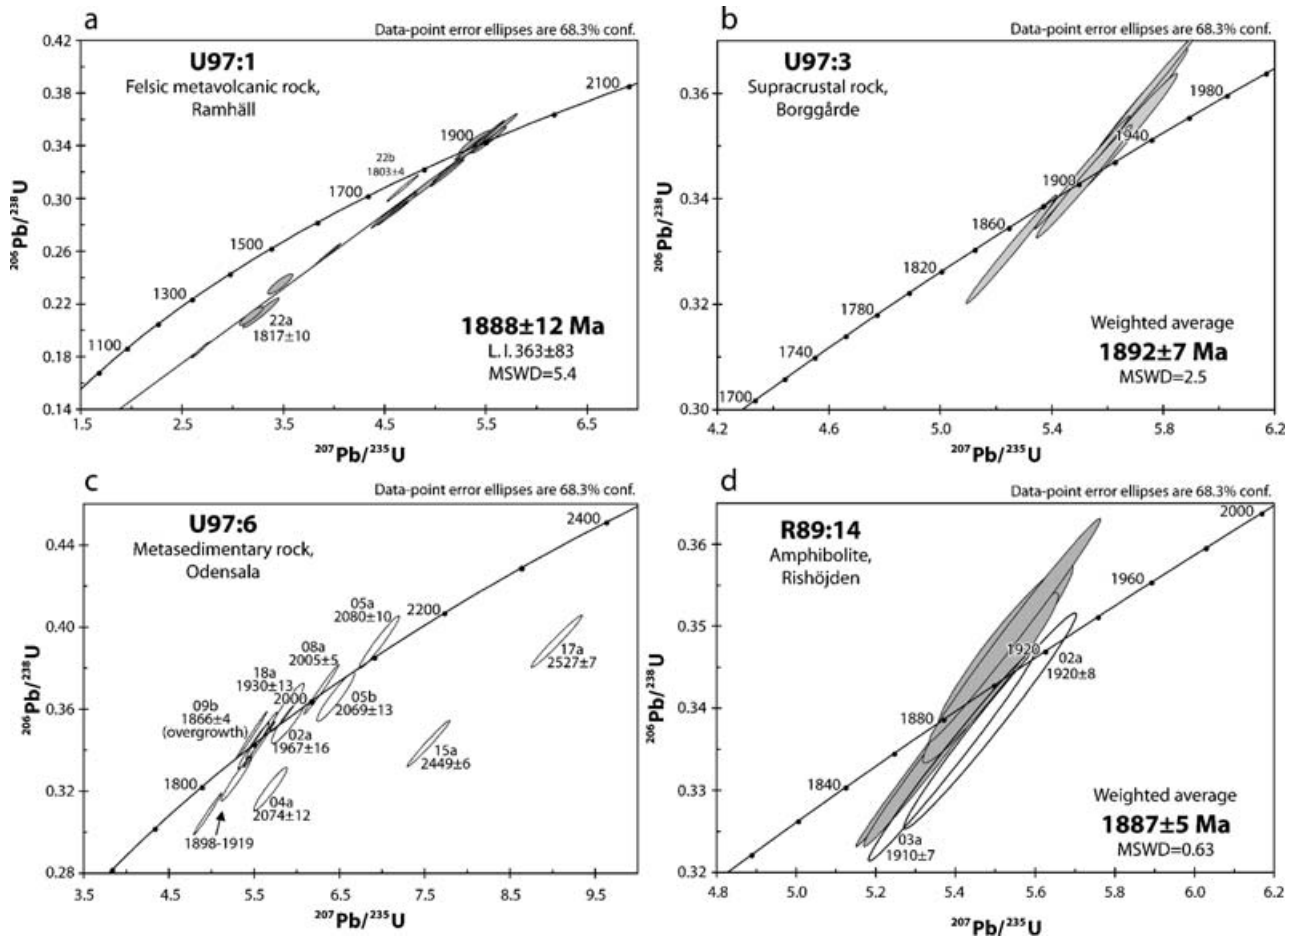 a
Data-point error ellipses are 68.3% conf.
U97:1
Felsic metavolcanic rock,
Ramhäll
0.42
0.38
0.34
0.30
0.26
0.22
0.18
0.14
206Pb/238U
2100
1900
22b
1803±4
1700
1500
1300
1100
22a
1817±10
1888±12 Ma
L.I. 363±83
MSWD=5.4
1.5 2.5 3.5 4.5 5.5 6.5
207Pb/235U
b
Data-point error ellipses are 68.3% conf.
U97:3
Supracrustal rock,
Borggårde
0.36
0.34
0.32
0.30
206Pb/238U
1980
1940
1900
1860
1820
1780
1740
1700
Weighted average
1892±7 Ma
MSWD=2.5
4.2 4.6 5.0 5.4 5.8 6.2
207Pb/235U
c
Data-point error ellipses are 68.3% conf.
U97:6
Metasedimentary rock,
Odensala
0.44
0.40
0.36
0.32
0.28
206Pb/238U
2400
2200
05a
2080±10
08a
2005±5
18a
1930±13
2000
09b
1866±4
(overgrowth)
17a
2527±7
05b
2069±13
02a
1967±16
15a
2449±6
1800
04a
2074±12
1898-1919
3.5 4.5 5.5 6.5 7.5 8.5 9.5
207Pb/235U
d
Data-point error ellipses are 68.3% conf.
R89:14
Amphibolite,
Rishöjden
0.36
0.35
0.34
0.33
0.32
206Pb/238U
2000
1960
1920
02a
1920±8
1880
1840
03a
1910±7
Weighted average
1887±5 Ma
MSWD=0.63
4.8 5.0 5.2 5.4 5.6 5.8 6.0 6.2
207Pb/235U